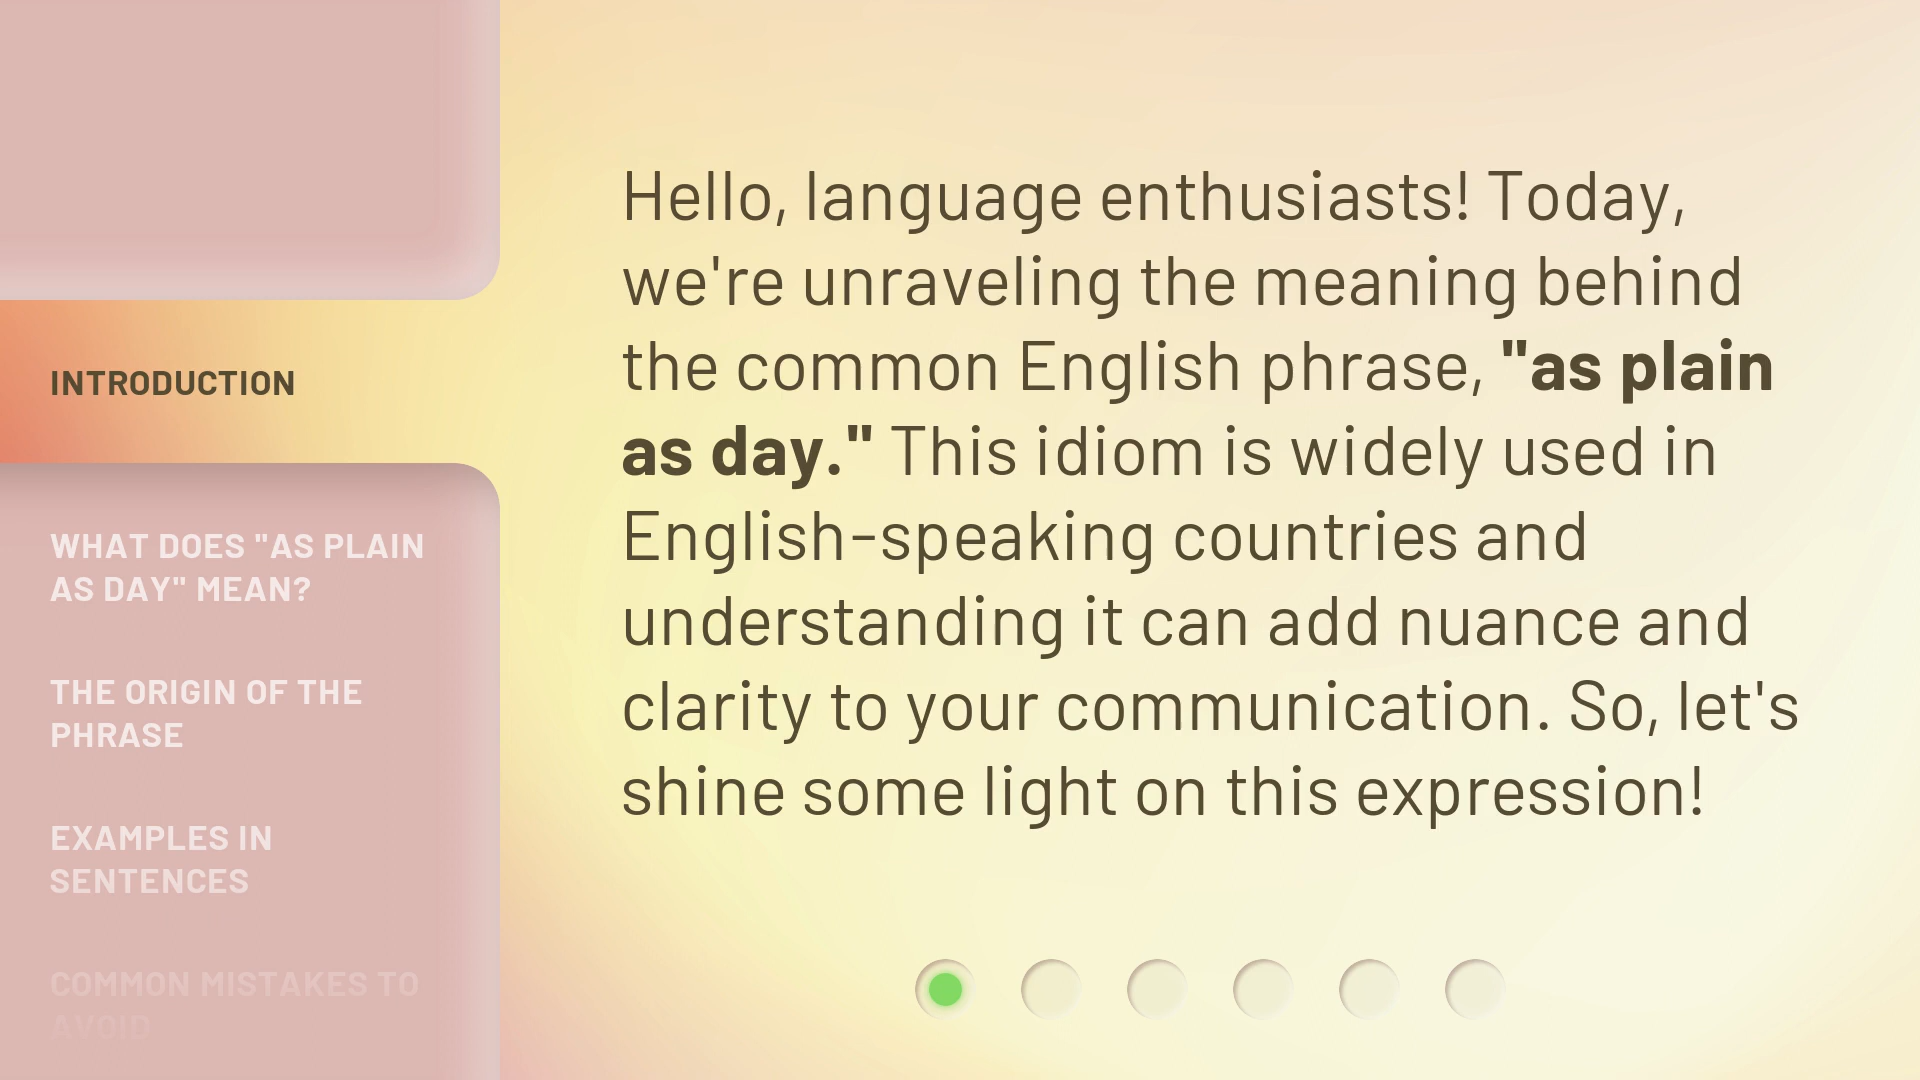 INTRODUCTION
WHAT DOES "AS PLAIN
AS DAY" MEAN?
THE ORIGIN OF THE
PHRASE
EXAMPLES IN
SENTENCES
COMMON MISTAKES TO
AVOID
Hello, language enthusiasts! Today,
we're unraveling the meaning behind
the common English phrase, "as plain
as day." This idiom is widely used in
English-speaking countries and
understanding it can add nuance and
clarity to your communication. So, let's
shine some light on this expression!